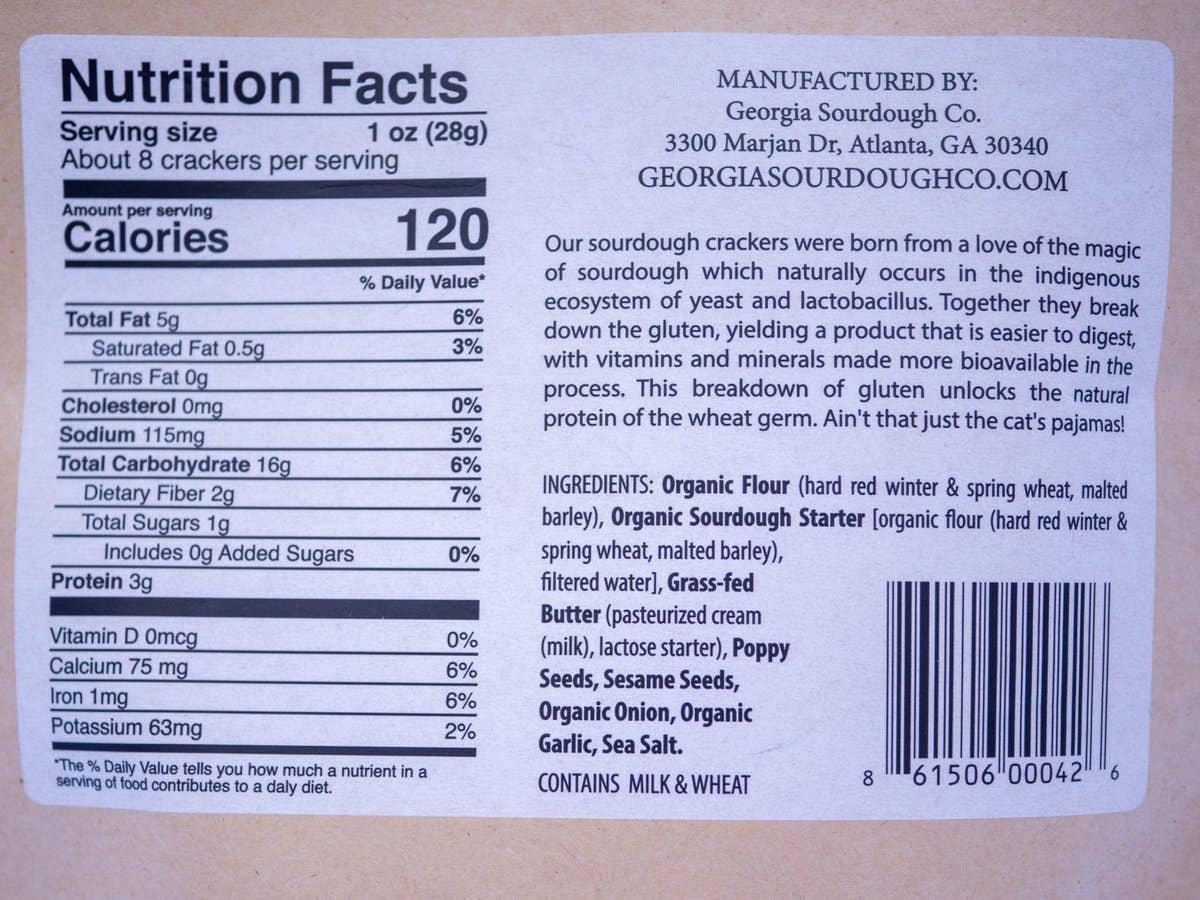 Nutrition Facts
Serving size 1 oz (28g)
About 8 crackers per serving
Amount per serving
Calories 120
% Daily Value*
Total Fat 5g 6%
Saturated Fat 0.5g 3%
Trans Fat 0g
Cholesterol 0mg 0%
Sodium 115mg 5%
Total Carbohydrate 16g 6%
Dietary Fiber 2g 7%
Total Sugars 1g
Includes 0g Added Sugars 0%
Protein 3g
Vitamin D 0mcg 0%
Calcium 75 mg 6%
Iron 1mg 6%
Potassium 63mg 2%
*The % Daily Value tells you how much a nutrient in a
serving of food contributes to a daly diet.
MANUFACTURED BY:
Georgia Sourdough Co.
3300 Marjan Dr, Atlanta, GA 30340
GEORGIASOURDOUGHCO.COM
Our sourdough crackers were born from a love of the magic
of sourdough which naturally occurs in the indigenous
ecosystem of yeast and lactobacillus. Together they break
down the gluten, yielding a product that is easier to digest,
with vitamins and minerals made more bioavailable in the
process. This breakdown of gluten unlocks the natural
protein of the wheat germ. Ain't that just the cat's pajamas!
INGREDIENTS: Organic Flour (hard red winter & spring wheat, malted
barley), Organic Sourdough Starter [organic flour (hard red winter &
spring wheat, malted barley),
filtered water], Grass-fed
Butter (pasteurized cream
(milk), lactose starter), Poppy
Seeds, Sesame Seeds,
Organic Onion, Organic
Garlic, Sea Salt.
CONTAINS MILK & WHEAT
8 61506 00042 6